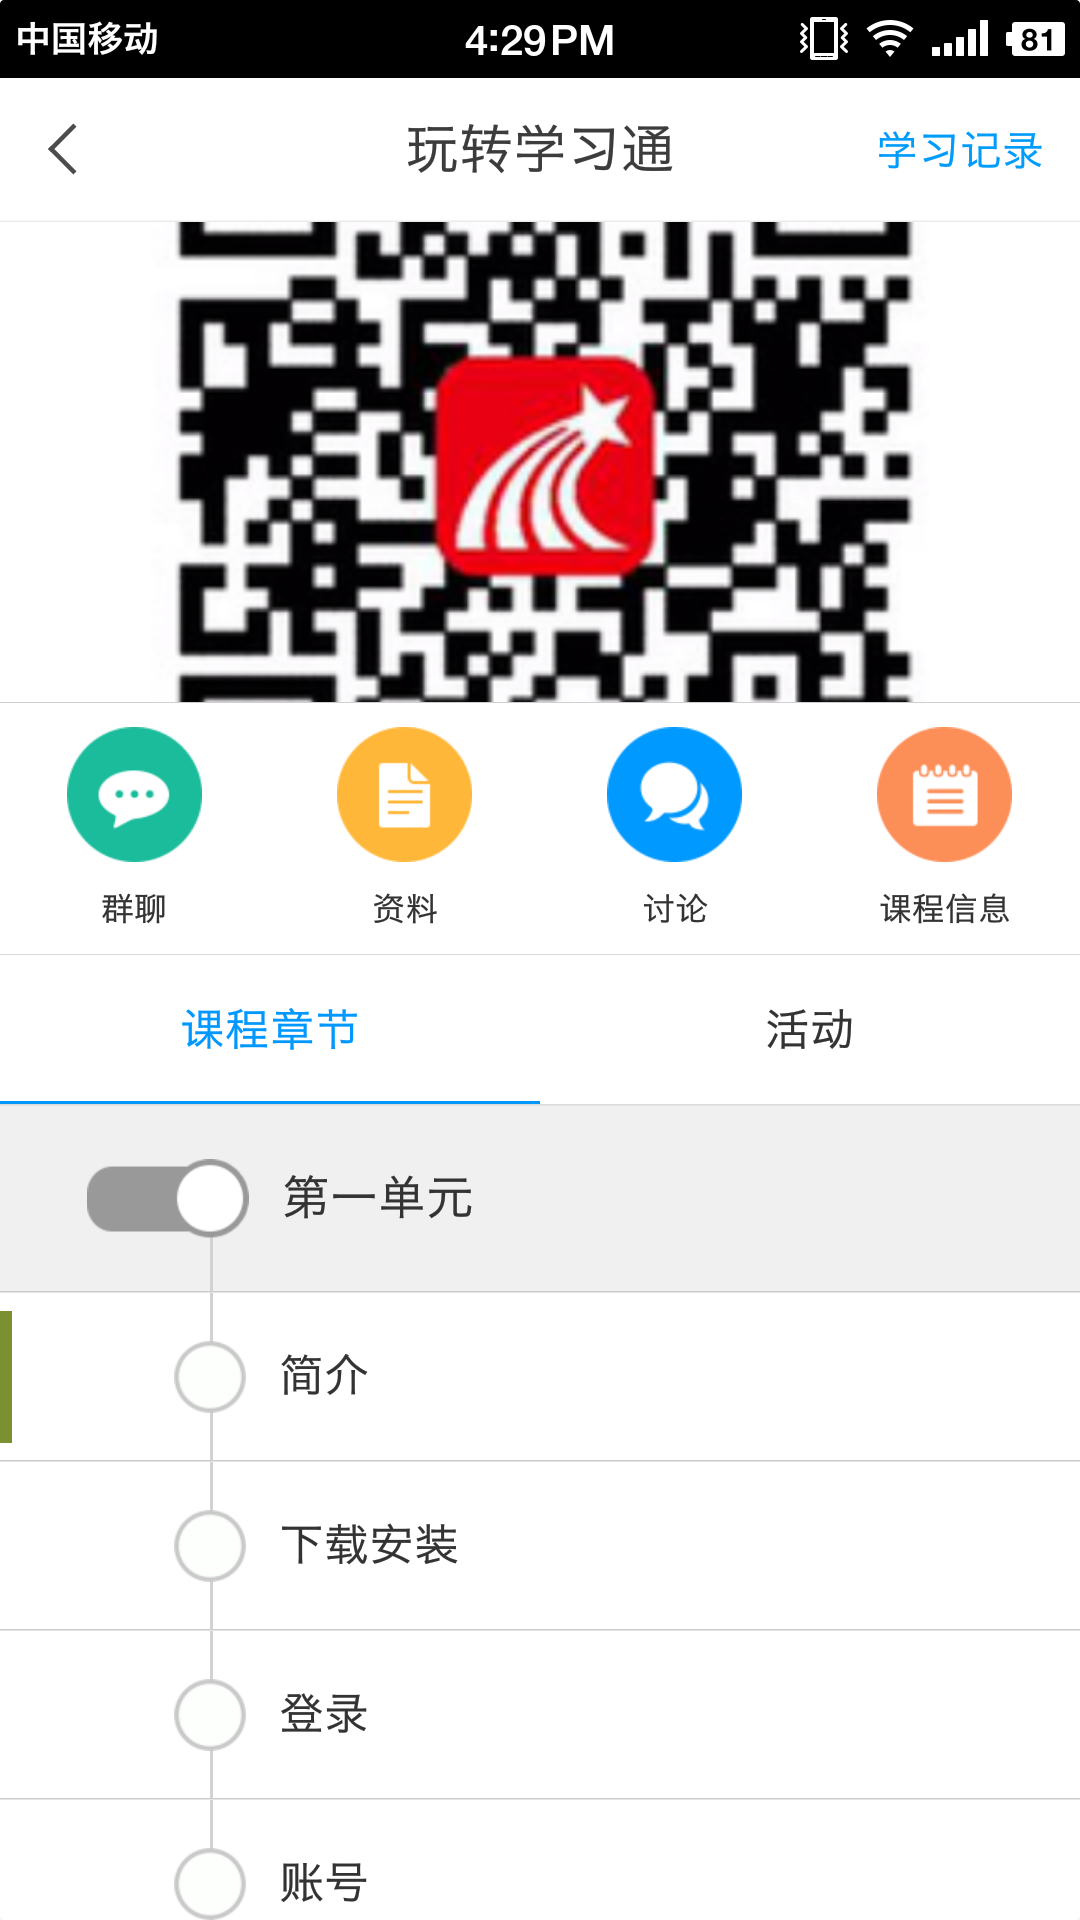 中国移动 4:29PM 81
玩转学习通 学习记录
群聊 资料 讨论 课程信息
课程章节 活动
第一单元
简介
下载安装
登录
账号